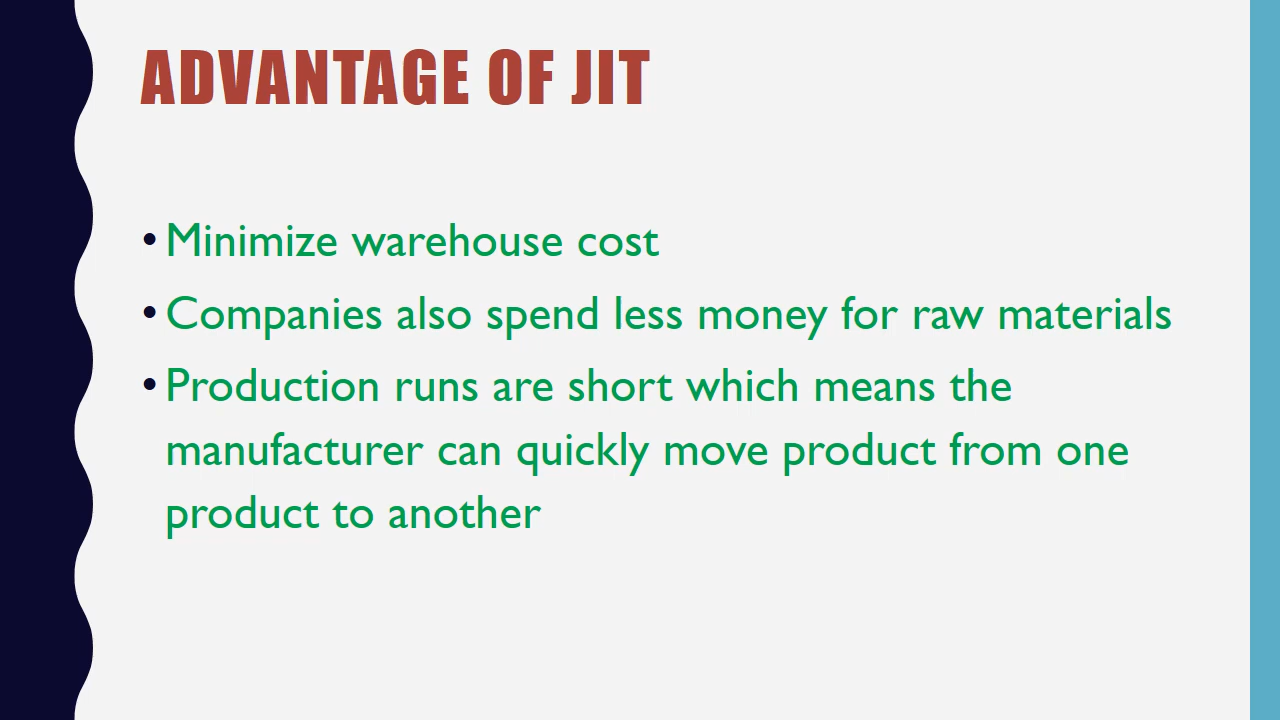 ADVANTAGE OF JIT
• Minimize warehouse cost
• Companies also spend less money for raw materials
• Production runs are short which means the
manufacturer can quickly move product from one
product to another